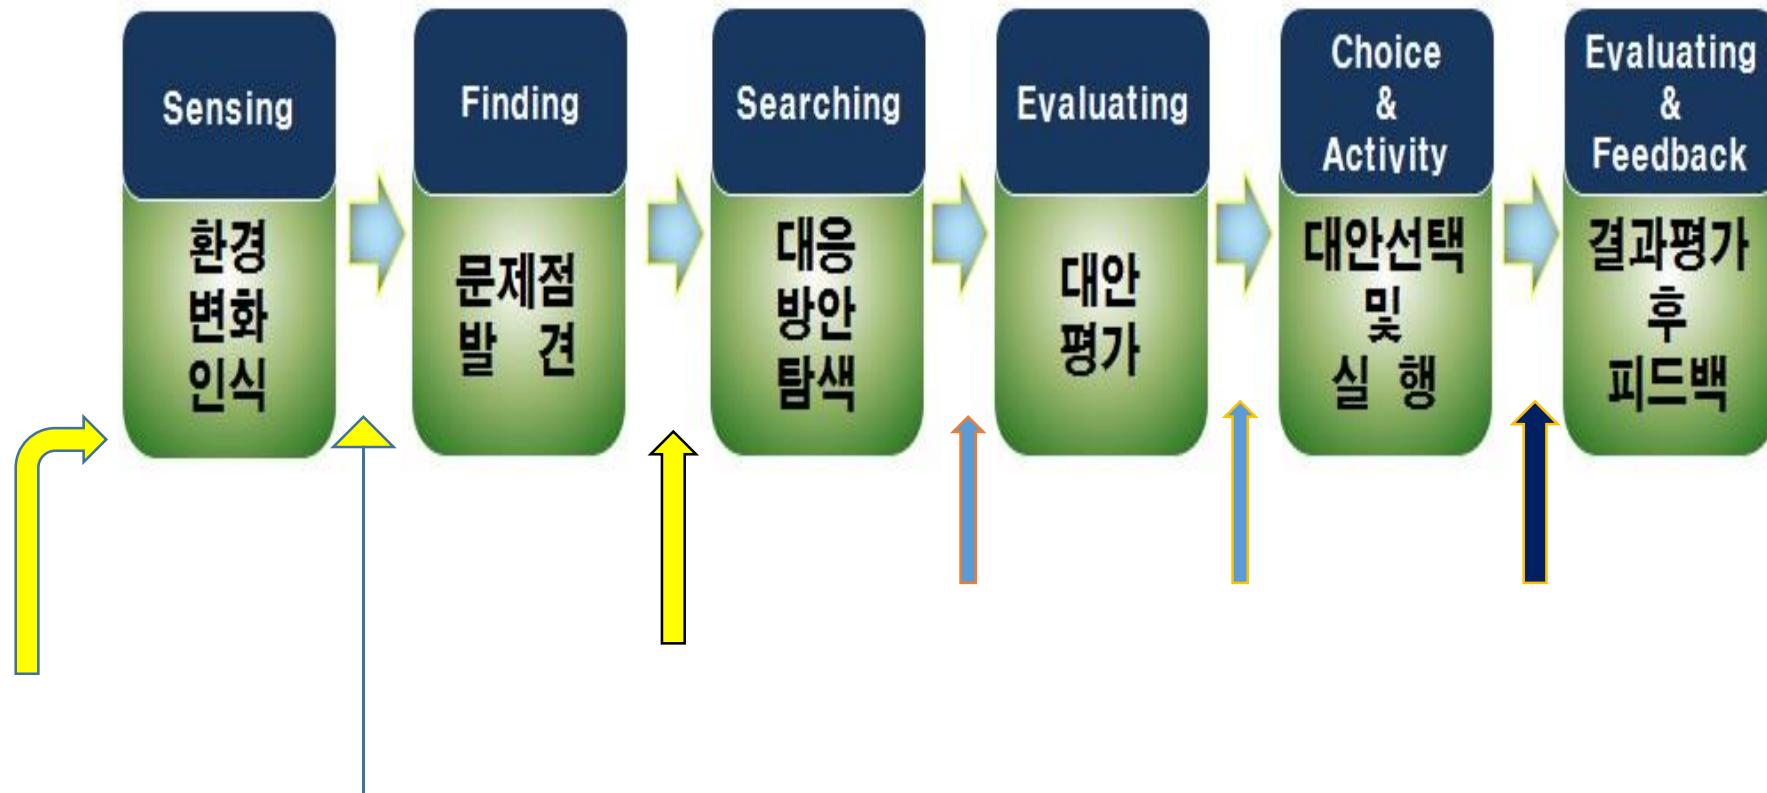 Sensing
환경
변화
인식
Finding
문제점
발 견
Searching
대응
방안
탐색
Evaluating
대안
평가
Choice
&
Activity
대안선택
및
실 행
Evaluating
&
Feedback
결과평가
후
피드백